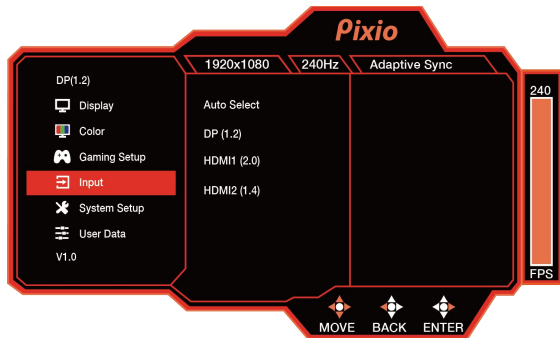 Pixio
1920x1080 240Hz Adaptive Sync
DP(1.2)
Display
Color
Gaming Setup
Input
System Setup
User Data
V1.0
Auto Select
DP (1.2)
HDMI1 (2.0)
HDMI2 (1.4)
240
FPS
MOVE BACK ENTER